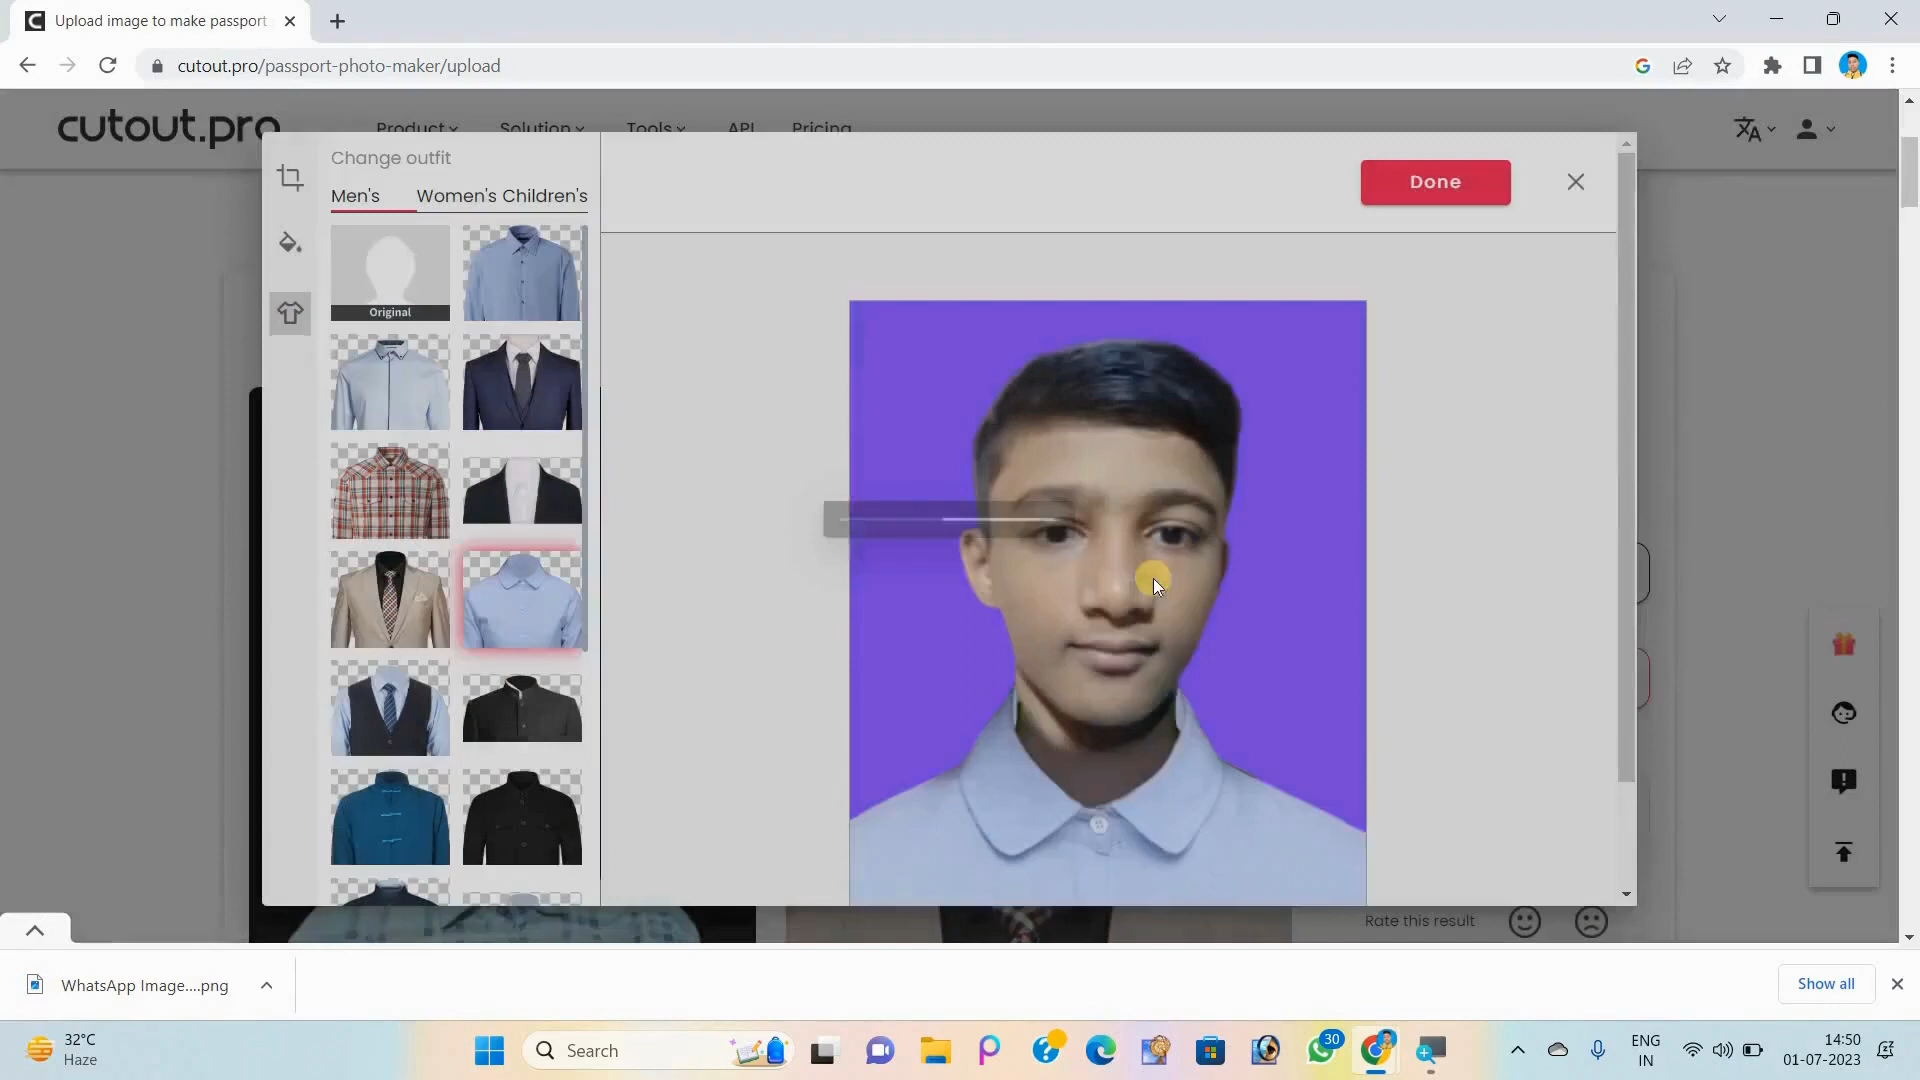 Upload image to make passport
cutout.pro/passport-photo-maker/upload
cutout.pro
Product
Solution
Tools
API
Pricing
Change outfit
Men's
Women's
Children's
Done
Original
Rate this result
WhatsApp Image....png
Show all
32°C
Haze
Search
30
ENG
IN
14:50
01-07-2023